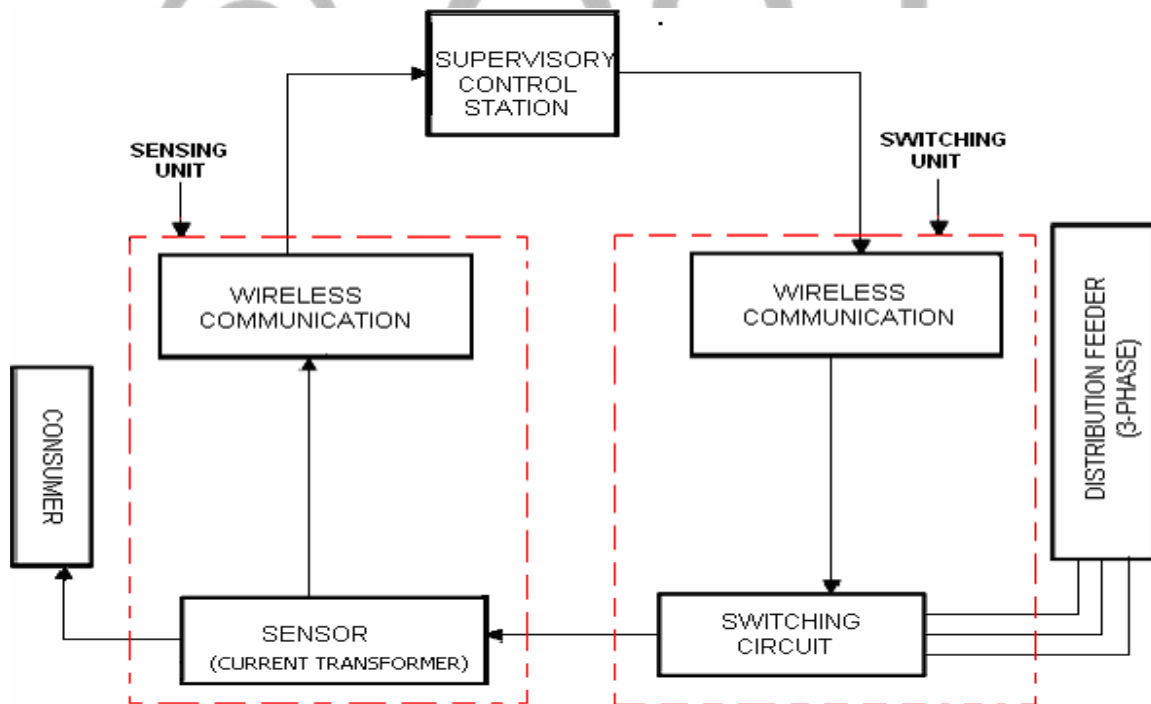 SUPERVISORY
CONTROL
STATION
SENSING
UNIT
SWITCHING
UNIT
WIRELESS
COMMUNICATION
WIRELESS
COMMUNICATION
CONSUMER
DISTRIBUTION FEEDER
(3-PHASE)
SENSOR
(CURRENT TRANSFORMER)
SWITCHING
CIRCUIT